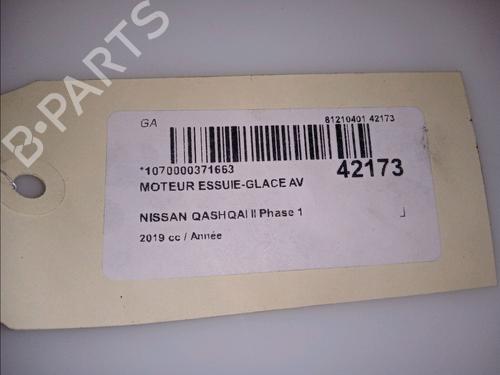 B-PARTS
GA
81210401 42173
*1070000371663
42173
MOTEUR ESSUIE-GLACE AV
NISSAN QASHQAI II Phase 1
2019 cc / Année